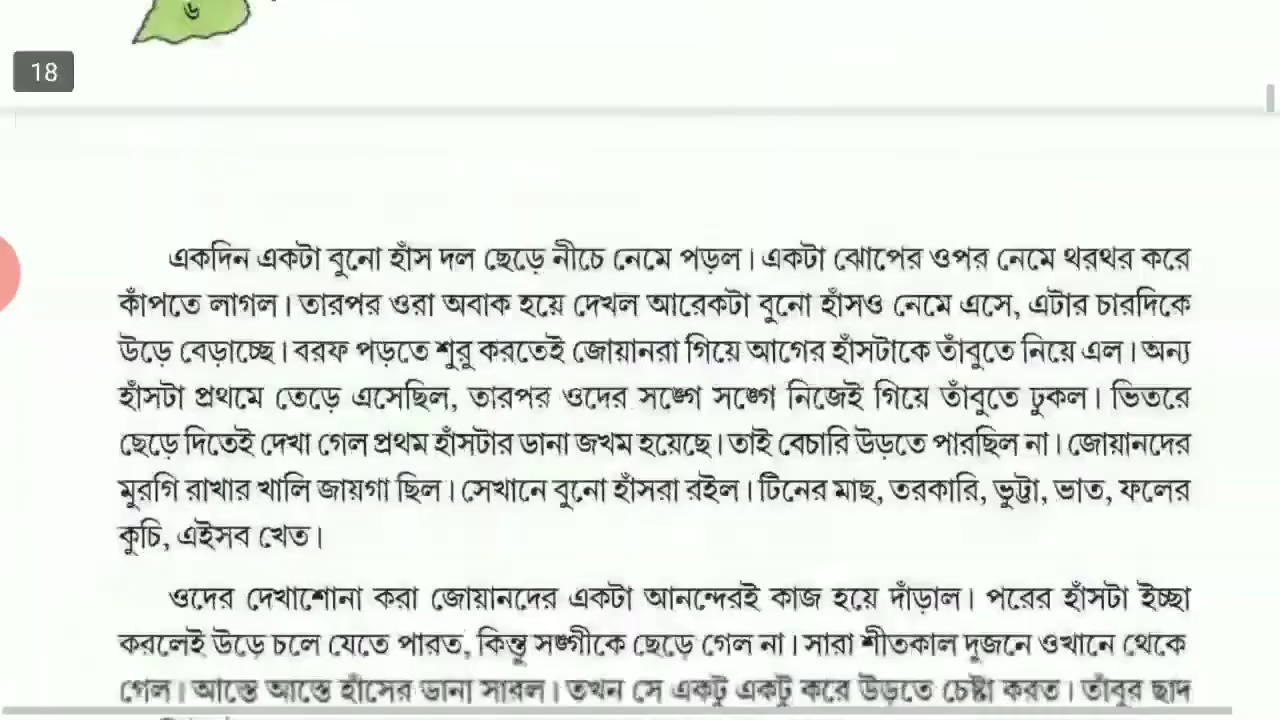 ৬
18
একদিন একটা বুনো হাঁস দল ছেড়ে নীচে নেমে পড়ল। একটা ঝোপের ওপর নেমে থরথর করে
কাঁপতে লাগল। তারপর ওরা অবাক হয়ে দেখল আরেকটা বুনো হাঁসও নেমে এসে, এটার চারদিকে
উড়ে বেড়াচ্ছে। বরফ পড়তে শুরু করতেই জোয়ানরা গিয়ে আগের হাঁসটাকে তাঁবুতে নিয়ে এল। অন্য
হাঁসটা প্রথমে তেড়ে এসেছিল, তারপর ওদের সঙ্গে সঙ্গে নিজেই গিয়ে তাঁবুতে ঢুকল। ভিতরে
ছেড়ে দিতেই দেখা গেল প্রথম হাঁসটার ডানা জখম হয়েছে। তাই বেচারি উড়তে পারছিল না। জোয়ানদের
মুরগি রাখার খালি জায়গা ছিল। সেখানে বুনো হাঁসরা রইল। টিনের মাছ, তরকারি, ভুট্টা, ভাত, ফলের
কুচি, এইসব খেত।
ওদের দেখাশোনা করা জোয়ানদের একটা আনন্দেরই কাজ হয়ে দাঁড়াল। পরের হাঁসটা ইচ্ছা
করলেই উড়ে চলে যেতে পারত, কিন্তু সঙ্গীকে ছেড়ে গেল না। সারা শীতকাল দুজনে ওখানে থেকে
গেল। আস্তে আস্তে হাঁসের ডানা সারল। তখন সে একটু একটু করে উড়তে চেষ্টা করত। তাঁবুর ছাদ